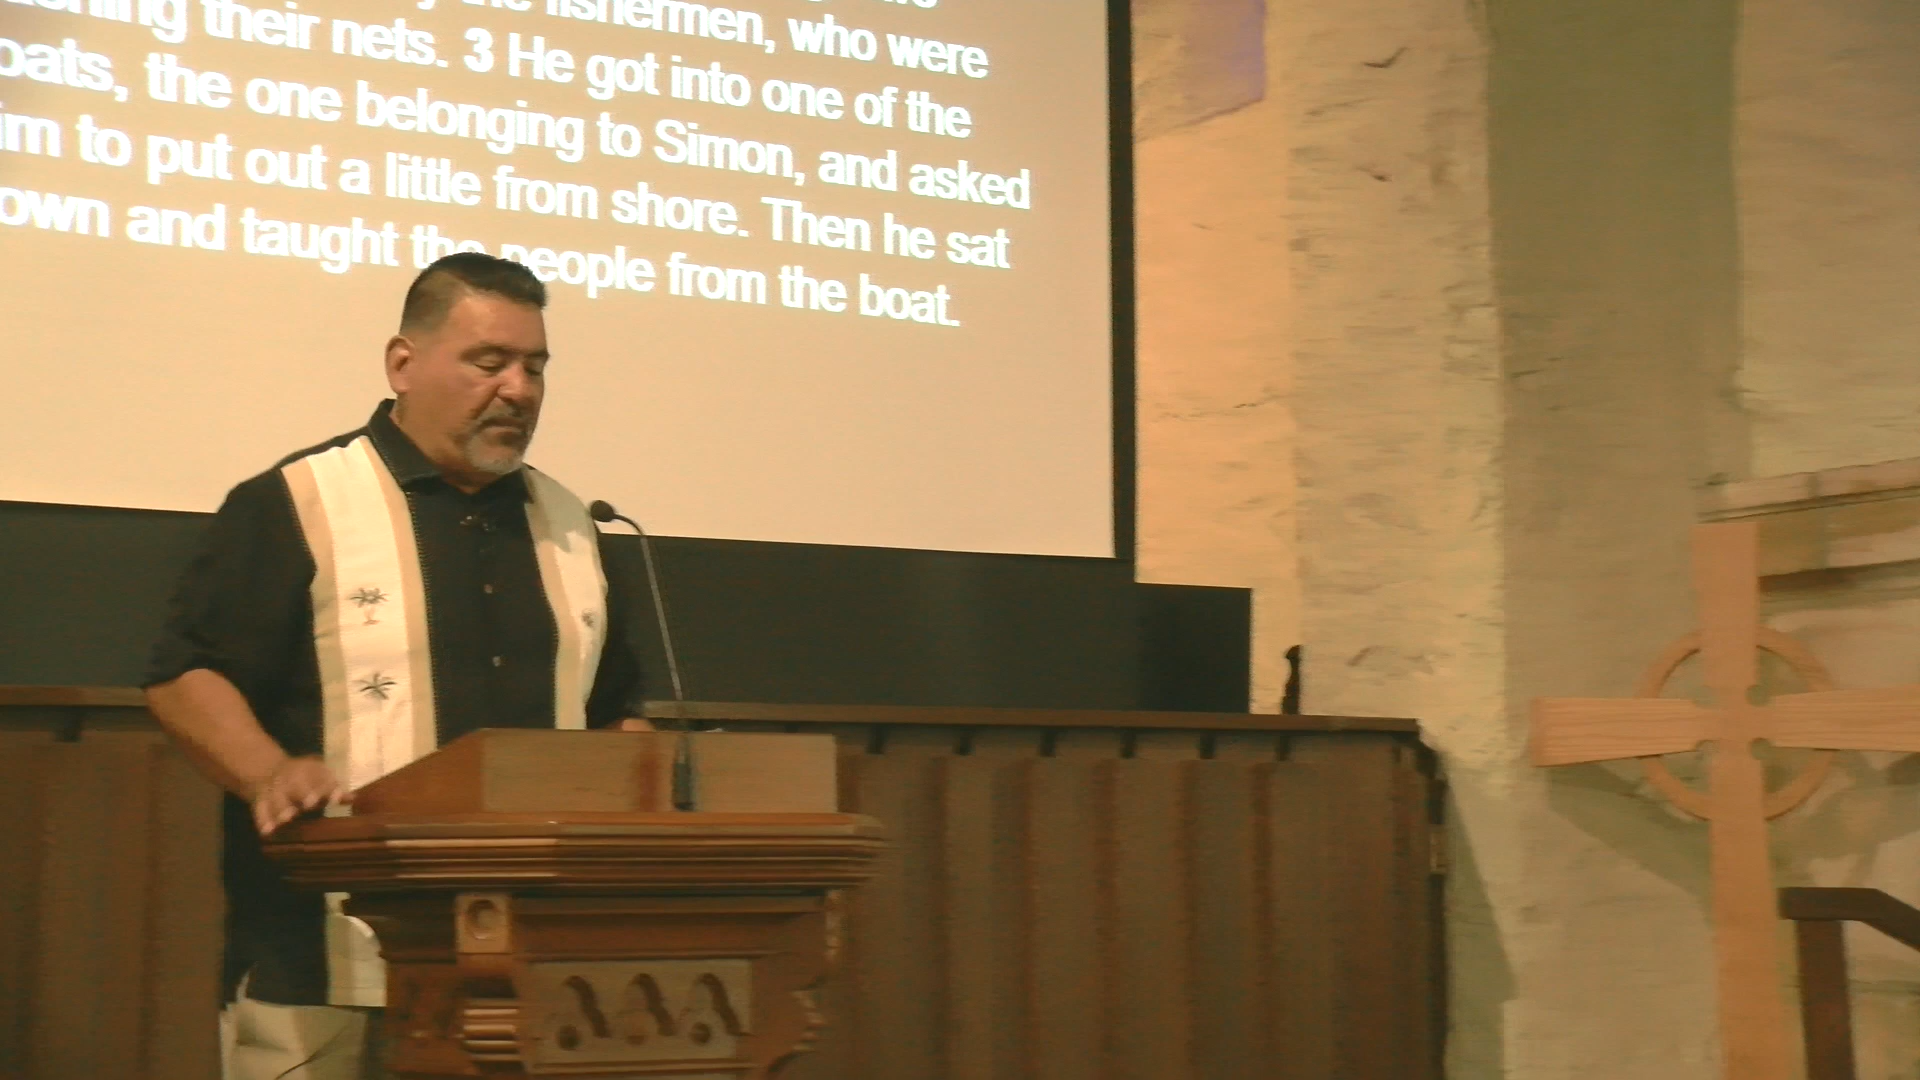 the fishermen, who were
their nets. 3 He got into one of the
the one belonging to Simon, and asked
to put out a little from shore. Then he sat
and taught the people from the boat.